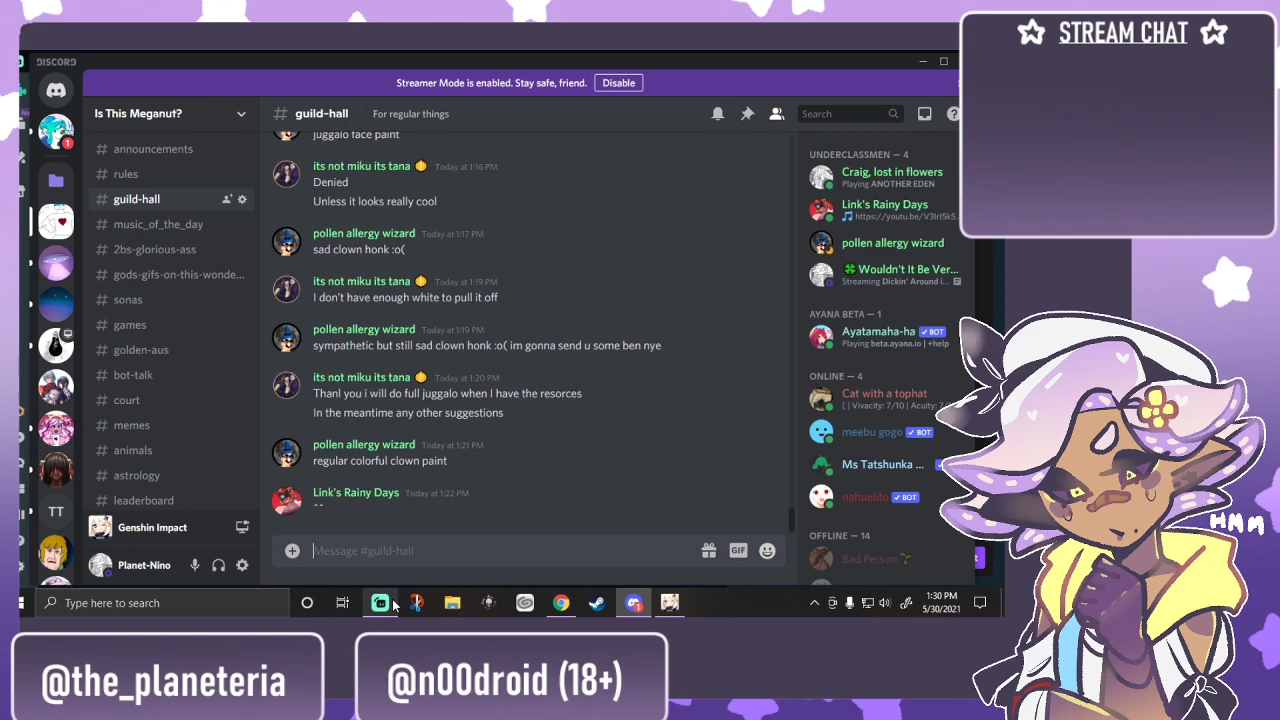 STREAM CHAT
DISCORD
Streamer Mode is enabled. Stay safe, friend. Disable
Is This Meganut?
# guild-hall For regular things
Search
# announcements
# rules
# guild-hall
# music_of_the_day
# 2bs-glorious-ass
# gods-gifs-on-this-wonde...
# sonas
# games
# golden-aus
# bot-talk
# court
# memes
# animals
# astrology
# leaderboard
Genshin Impact
Planet-Nino
TT
juggalo face paint
its not miku its tana Today at 1:16 PM
Denied
Unless it looks really cool
pollen allergy wizard Today at 1:17 PM
sad clown honk :o(
its not miku its tana Today at 1:19 PM
I don't have enough white to pull it off
pollen allergy wizard Today at 1:19 PM
sympathetic but still sad clown honk :o( im gonna send u some ben nye
its not miku its tana Today at 1:20 PM
Thanl you i will do full juggalo when I have the resorces
In the meantime any other suggestions
pollen allergy wizard Today at 1:21 PM
regular colorful clown paint
Link's Rainy Days Today at 1:22 PM
Message #guild-hall
GIF
UNDERCLASSMEN — 4
Craig, lost in flowers
Playing ANOTHER EDEN
Link's Rainy Days
pollen allergy wizard
Wouldn't It Be Ver...
Streaming Dickin' Around i...
AYANA BETA — 1
Ayatamaha-ha BOT
Playing beta.ayana.io | +help
ONLINE — 4
Cat with a tophat
[ | Vivacity: 7/10 | Acuity: 7...
meebu gogo BOT
Ms Tatshunka ...
nahuelito BOT
OFFLINE — 14
Bad Person
HMM
Type here to search
1:30 PM
5/30/2021
@the_planeteria
@n00droid (18+)